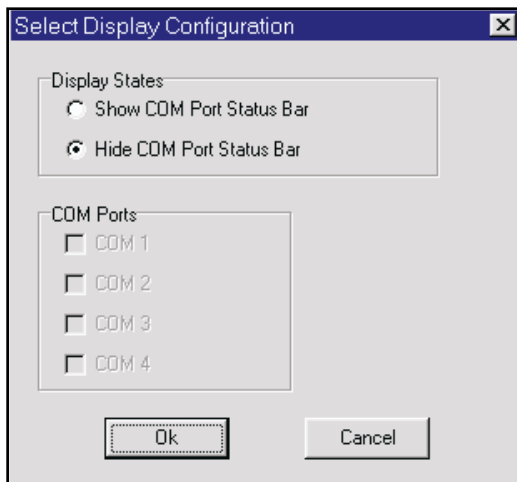 Select Display Configuration
Display States
Show COM Port Status Bar
Hide COM Port Status Bar
COM Ports
COM 1
COM 2
COM 3
COM 4
Ok
Cancel